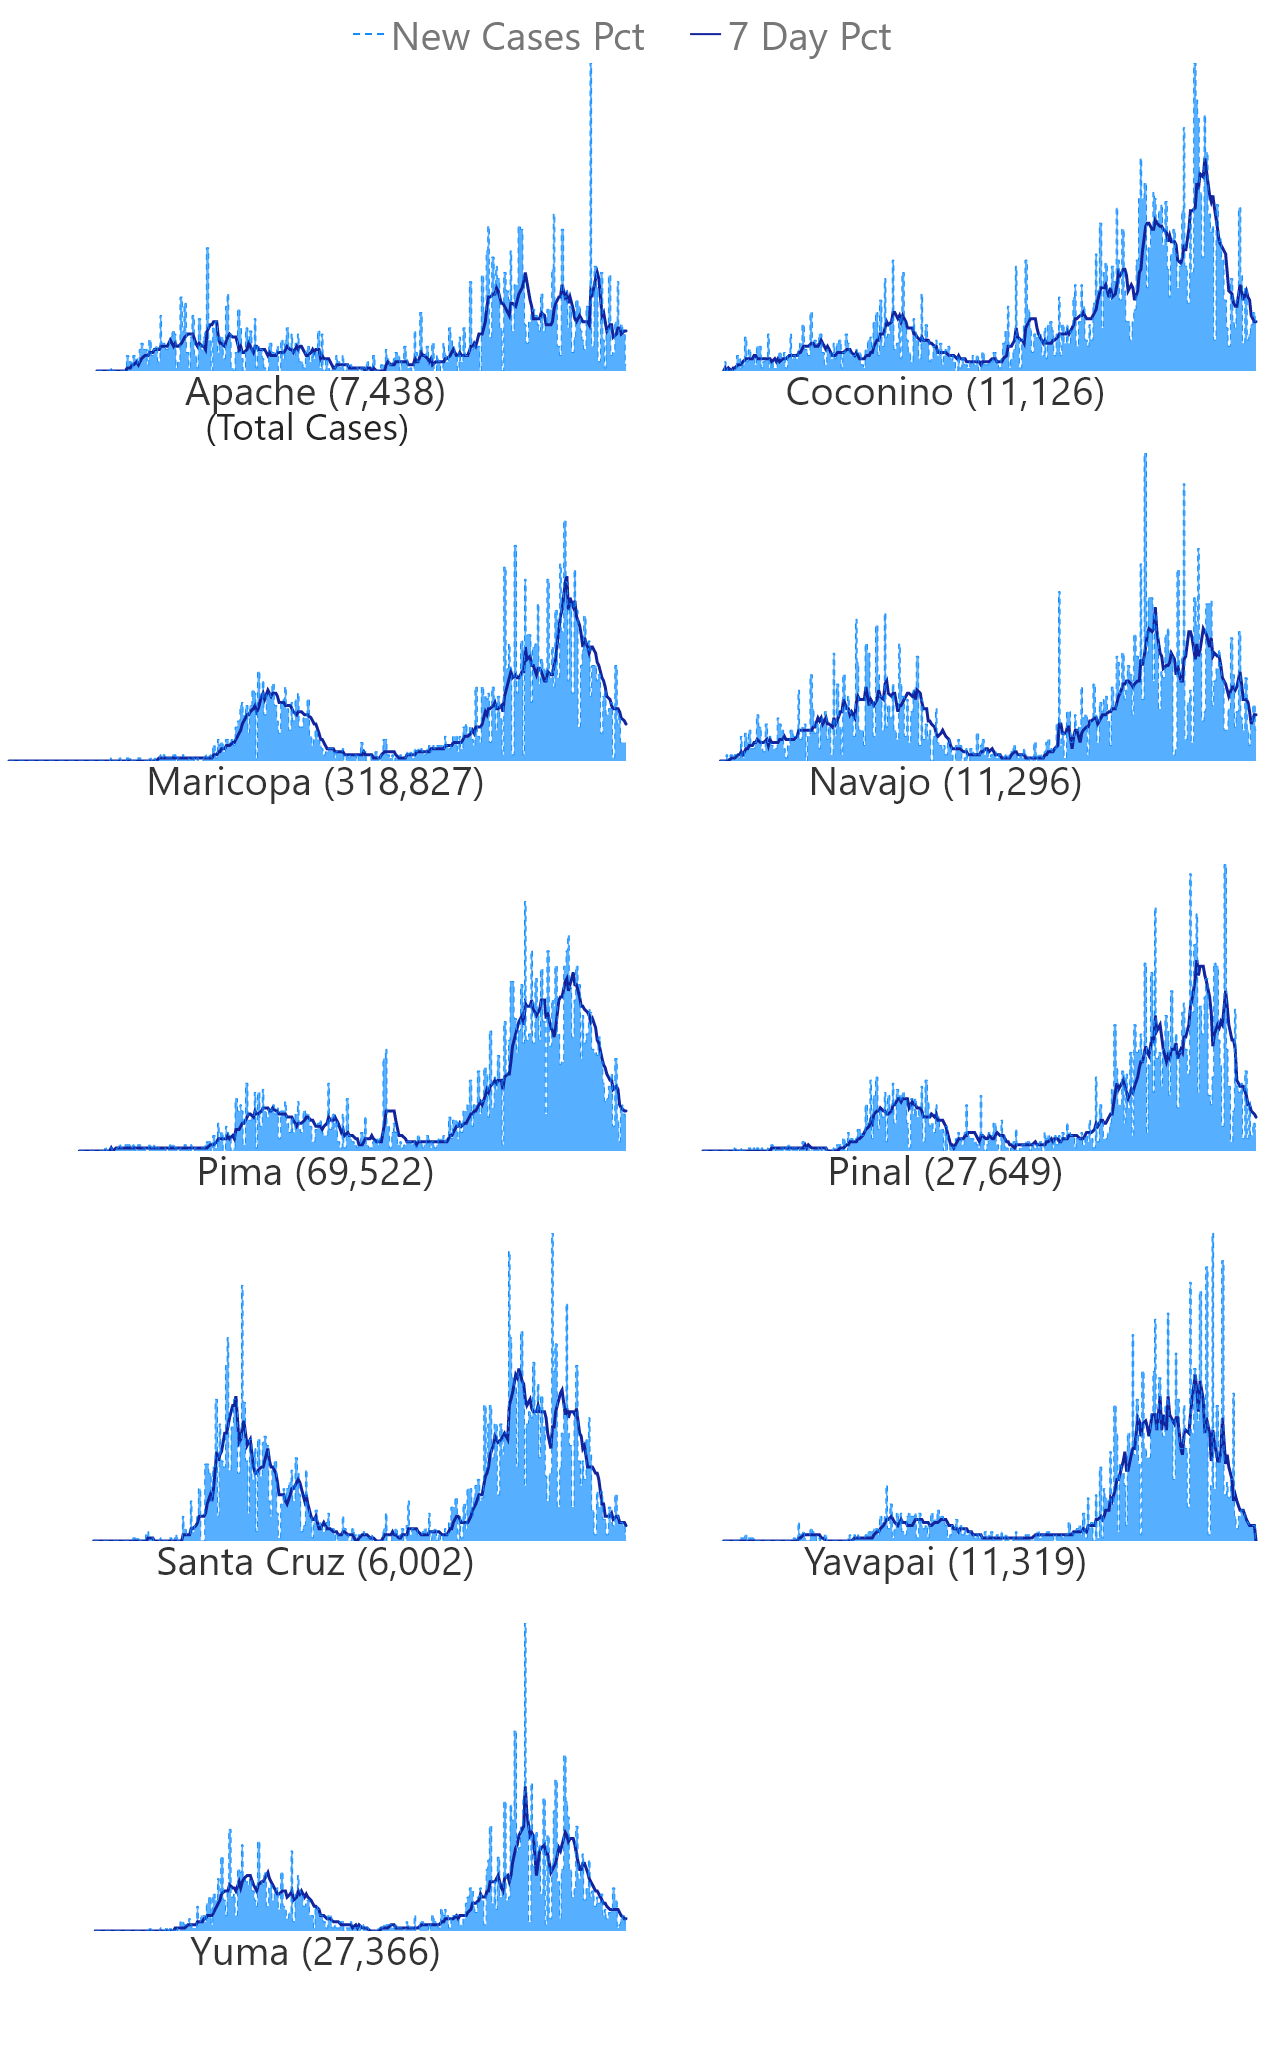 New Cases Pct 7 Day Pct
Apache (7,438) Coconino (11,126)
(Total Cases)
Maricopa (318,827) Navajo (11,296)
Pima (69,522) Pinal (27,649)
Santa Cruz (6,002) Yavapai (11,319)
Yuma (27,366)